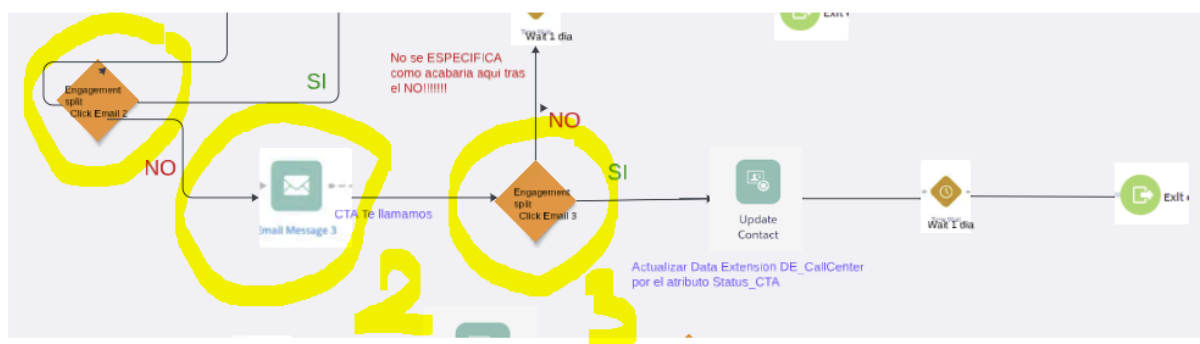 Exit
Wait 1 dia
No se ESPECIFICA
como acabaria aqui tras
el NO!!!!!!!
SI
Engagement
split
Click Email 2
NO
NO
SI
Engagement
split
Click Email 3
CTA Te llamamos
Email Message 3
Update
Contact
Wait 1 dia
Exit
Actualizar Data Extension DE_CallCenter
por el atributo Status_CTA
2
3